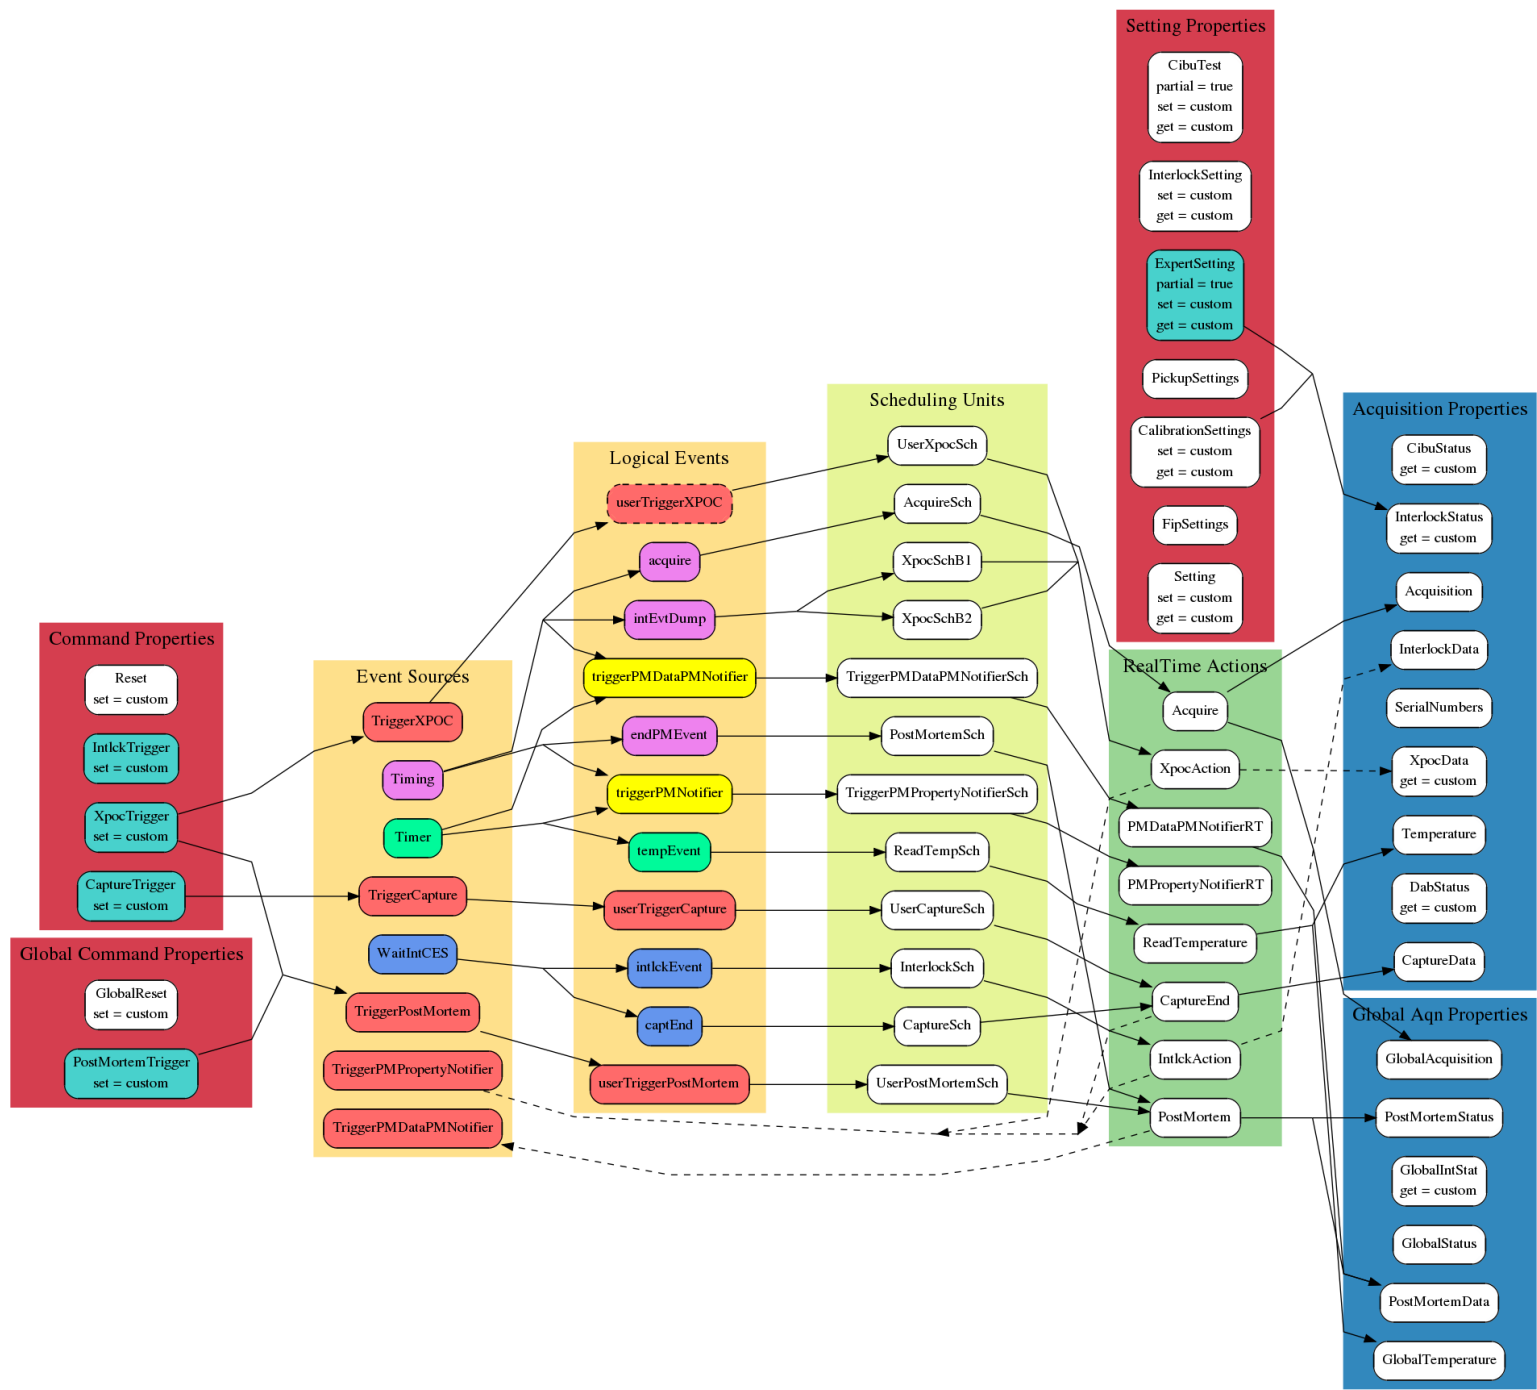 Command Properties
Reset
set = custom
IntlckTrigger
set = custom
XpocTrigger
set = custom
CaptureTrigger
set = custom
Global Command Properties
GlobalReset
set = custom
PostMortemTrigger
set = custom
Event Sources
TriggerXPOC
Timing
Timer
TriggerCapture
WaitIntCES
TriggerPostMortem
TriggerPMPropertyNotifier
TriggerPMDataPMNotifier
Logical Events
userTriggerXPOC
acquire
intEvtDump
triggerPMDataPMNotifier
endPMEvent
triggerPMNotifier
tempEvent
userTriggerCapture
intlckEvent
captEnd
userTriggerPostMortem
Scheduling Units
UserXpocSch
AcquireSch
XpocSchB1
XpocSchB2
TriggerPMDataPMNotifierSch
PostMortemSch
TriggerPMPropertyNotifierSch
ReadTempSch
UserCaptureSch
InterlockSch
CaptureSch
UserPostMortemSch
Setting Properties
CibuTest
partial = true
set = custom
get = custom
InterlockSetting
set = custom
get = custom
ExpertSetting
partial = true
set = custom
get = custom
PickupSettings
CalibrationSettings
set = custom
get = custom
FipSettings
Setting
set = custom
get = custom
RealTime Actions
Acquire
XpocAction
PMDataPMNotifierRT
PMPropertyNotifierRT
ReadTemperature
CaptureEnd
IntlckAction
PostMortem
Acquisition Properties
CibuStatus
get = custom
InterlockStatus
get = custom
Acquisition
InterlockData
SerialNumbers
XpocData
get = custom
Temperature
DabStatus
get = custom
CaptureData
Global Aqn Properties
GlobalAcquisition
PostMortemStatus
GlobalIntStat
get = custom
GlobalStatus
PostMortemData
GlobalTemperature